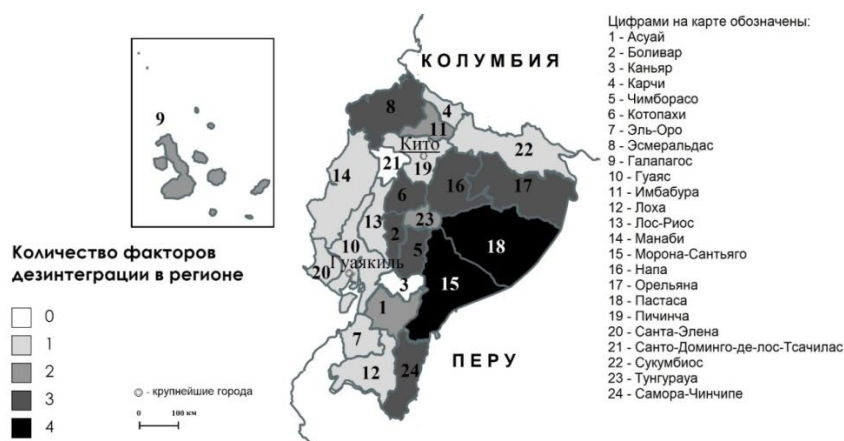 Цифрами на карте обозначены:
1 - Асуай
2 - Боливар
3 - Каньяр
4 - Карчи
5 - Чимборасо
6 - Котопахи
7 - Эль-Оро
8 - Эсмеральдас
9 - Галапагос
10 - Гуаяс
11 - Имбабура
12 - Лоха
13 - Лос-Риос
14 - Манаби
15 - Морона-Сантьяго
16 - Напа
17 - Орельяна
18 - Пастаса
19 - Пичинча
20 - Санта-Элена
21 - Санто-Доминго-де-лос-Тсачилас
22 - Сукумбиос
23 - Тунгурауа
24 - Самора-Чинчипе
КОЛУМБИЯ
9
8
4
11
Кито
22
21
19
14
16
17
6
13
23
2
18
10
5
Гуаякиль
20
3
15
1
7
ПЕРУ
12
24
Количество факторов
дезинтеграции в регионе
0
1
2
3
4
- крупнейшие города
0 100 км